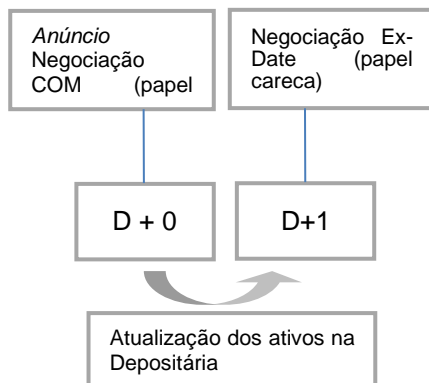 Anúncio
Negociação
COM (papel
Negociação Ex-
Date (papel
careca)
D + 0
D+1
Atualização dos ativos na
Depositária